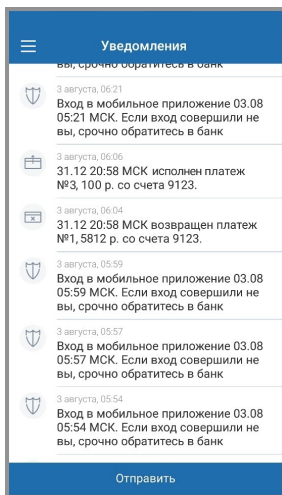 Уведомления
вы, срочно обратитесь в банк
3 августа, 06:21
Вход в мобильное приложение 03.08
05:21 МСК. Если вход совершили не
вы, срочно обратитесь в банк
3 августа, 06:06
31.12 20:58 МСК исполнен платеж
№3, 100 р. со счета 9123.
3 августа, 06:04
31.12 20:58 МСК возвращен платеж
№1, 5812 р. со счета 9123.
3 августа, 05:59
Вход в мобильное приложение 03.08
05:59 МСК. Если вход совершили не
вы, срочно обратитесь в банк
3 августа, 05:57
Вход в мобильное приложение 03.08
05:57 МСК. Если вход совершили не
вы, срочно обратитесь в банк
3 августа, 05:54
Вход в мобильное приложение 03.08
05:54 МСК. Если вход совершили не
вы, срочно обратитесь в банк
Отправить